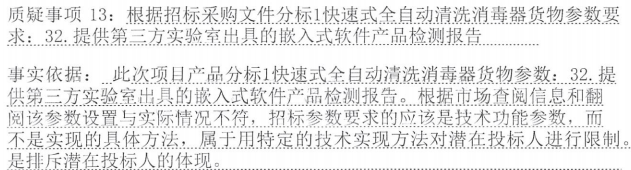 质疑事项 13：根据招标采购文件分标1快速式全自动清洗消毒器货物参数要
求：32.提供第三方实验室出具的嵌入式软件产品检测报告
事实依据： 此次项目产品分标1快速式全自动清洗消毒器货物参数：32.提
供第三方实验室出具的嵌入式软件产品检测报告。根据市场查阅信息和翻
阅该参数设置与实际情况不符，招标参数要求的应该是技术功能参数，而
不是实现的具体方法，属于用特定的技术实现方法对潜在投标人进行限制。
是排斥潜在投标人的体现。